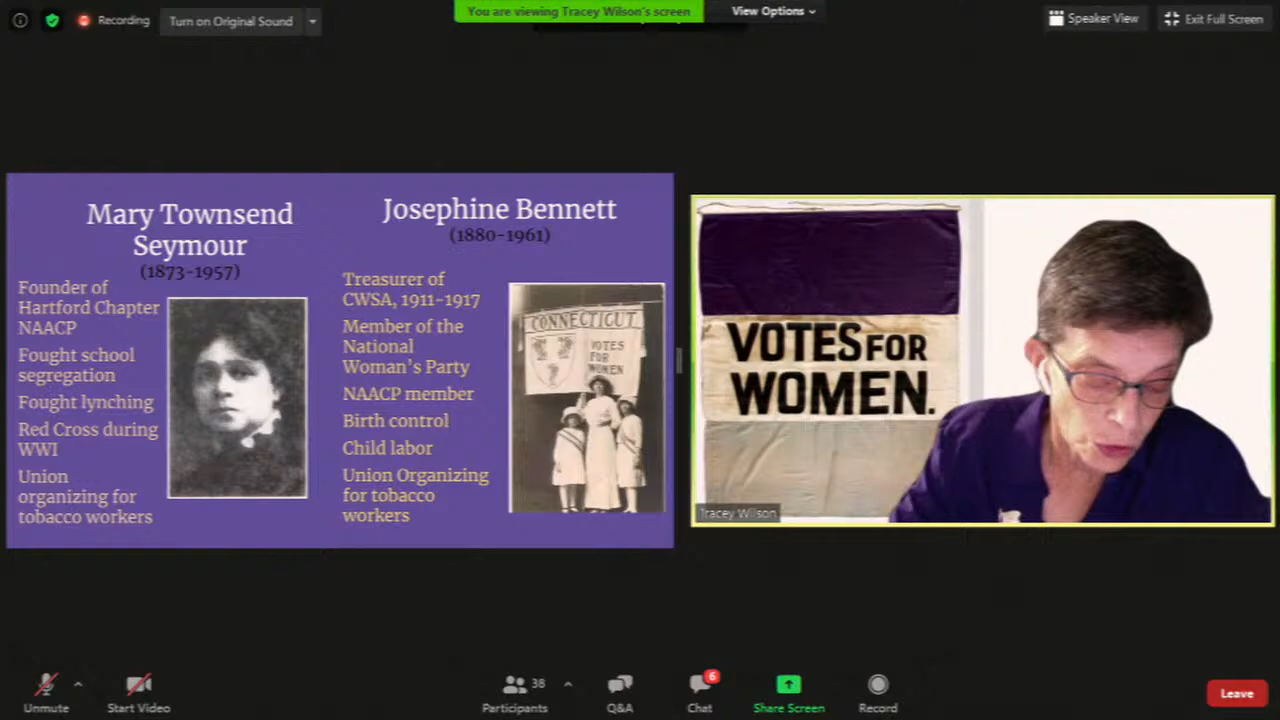 Recording
Turn on Original Sound
You are viewing Tracey Wilson's screen
View Options
Speaker View
Exit Full Screen
Mary Townsend
Seymour
(1873-1957)
Founder of
Hartford Chapter
NAACP
Fought school
segregation
Fought lynching
Red Cross during
WWI
Union
organizing for
tobacco workers
Josephine Bennett
(1880-1961)
Treasurer of
CWSA, 1911-1917
Member of the
National
Woman's Party
NAACP member
Birth control
Child labor
Union Organizing
for tobacco
workers
CONNECTICUT
VOTES
FOR
WOMEN
VOTES FOR
WOMEN.
Tracey Wilson
Unmute
Start Video
38
Participants
Q&A
6
Chat
Share Screen
Record
Leave